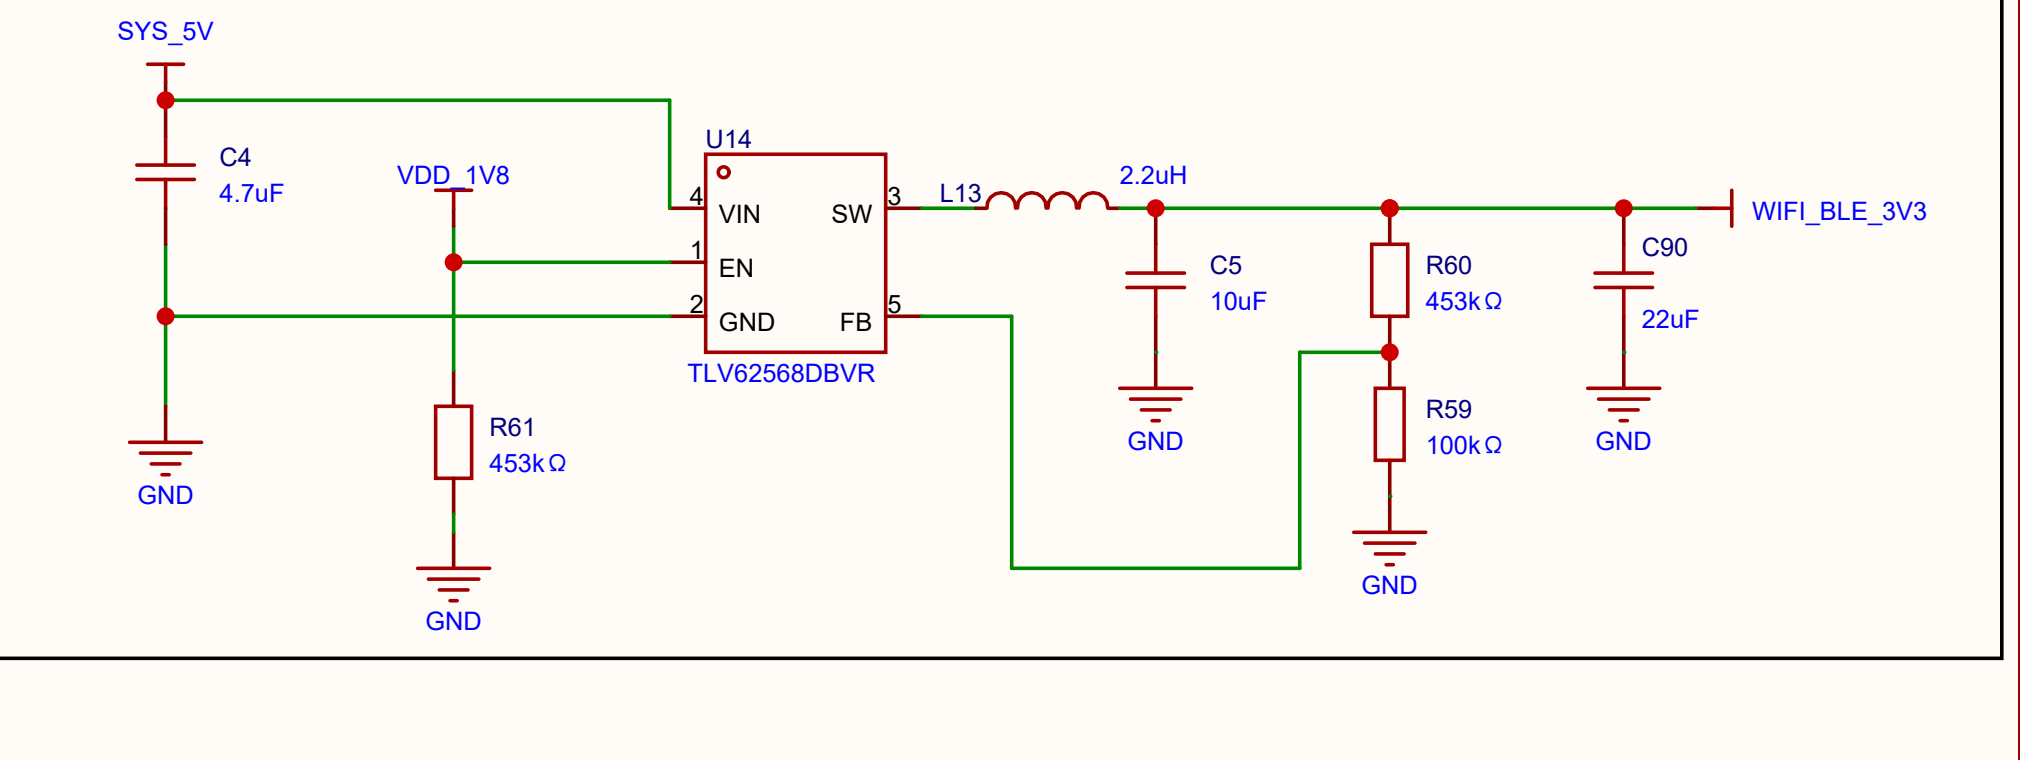 SYS_5V
C4
4.7uF
GND
VDD_1V8
R61
453kΩ
GND
U14
4
VIN
1
EN
2
GND
SW
3
FB
5
TLV62568DBVR
L13
2.2uH
C5
10uF
GND
R60
453kΩ
R59
100kΩ
GND
C90
22uF
GND
WIFI_BLE_3V3